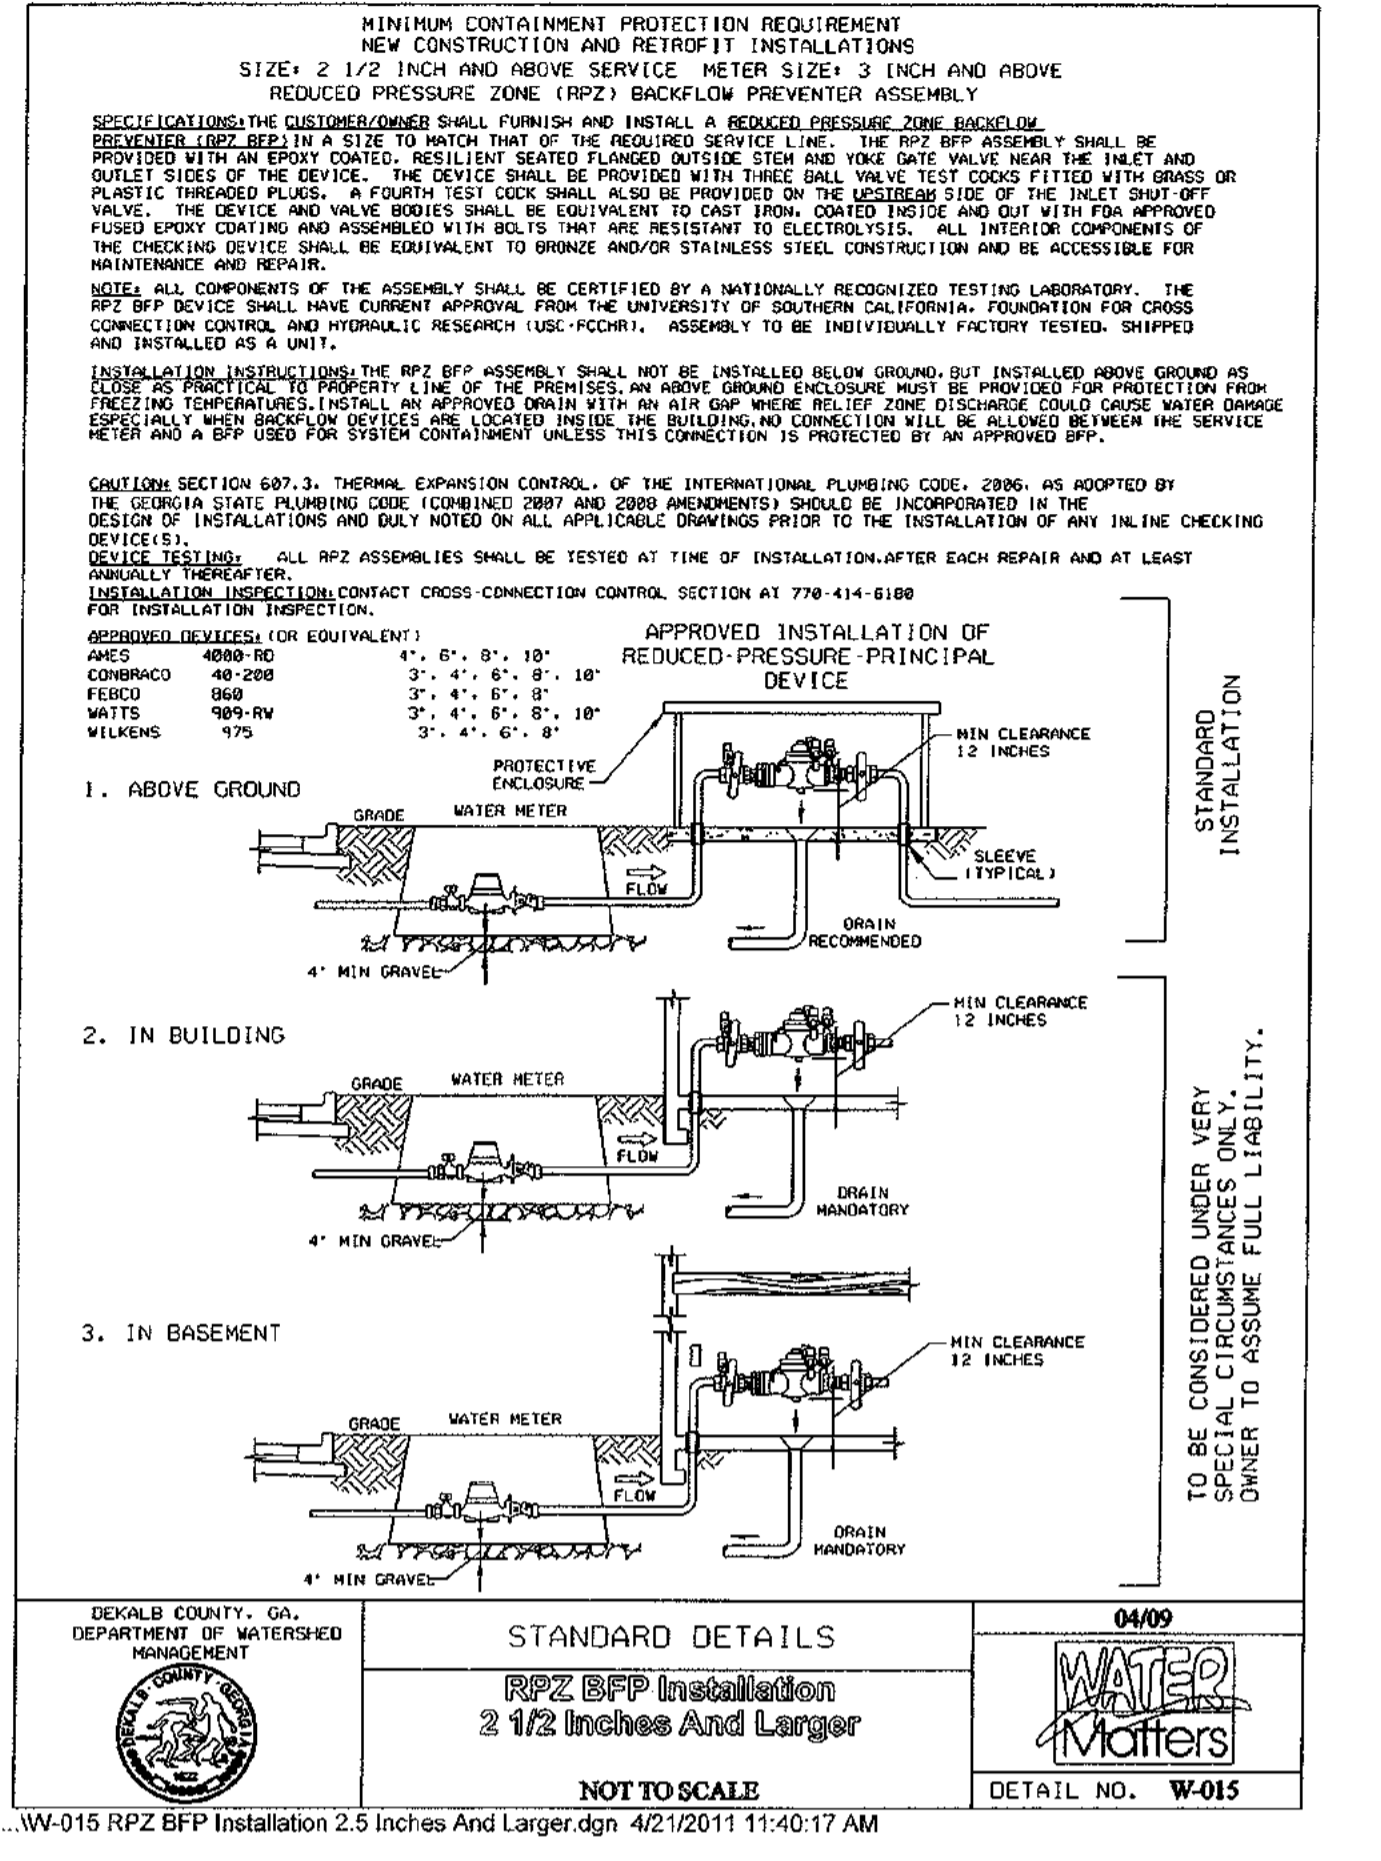 MINIMUM CONTAINMENT PROTECTION REQUIREMENT
NEW CONSTRUCTION AND RETROFIT INSTALLATIONS
SIZE: 2 1/2 INCH AND ABOVE SERVICE METER SIZE: 3 INCH AND ABOVE
REDUCED PRESSURE ZONE (RPZ) BACKFLOW PREVENTER ASSEMBLY
SPECIFICATIONS: THE CUSTOMER/OWNER SHALL FURNISH AND INSTALL A REDUCED PRESSURE ZONE BACKFLOW
PREVENTER (RPZ BFP) IN A SIZE TO MATCH THAT OF THE REQUIRED SERVICE LINE. THE RPZ BFP ASSEMBLY SHALL BE
PROVIDED WITH AN EPOXY COATED, RESILIENT SEATED FLANGED OUTSIDE STEM AND YOKE GATE VALVE NEAR THE INLET AND
OUTLET SIDES OF THE DEVICE. THE DEVICE SHALL BE PROVIDED WITH THREE BALL VALVE TEST COCKS FITTED WITH BRASS OR
PLASTIC THREADED PLUGS. A FOURTH TEST COCK SHALL ALSO BE PROVIDED ON THE UPSTREAM SIDE OF THE INLET SHUT-OFF
VALVE. THE DEVICE AND VALVE BODIES SHALL BE EQUIVALENT TO CAST IRON, COATED INSIDE AND OUT WITH FDA APPROVED
FUSED EPOXY COATING AND ASSEMBLED WITH BOLTS THAT ARE RESISTANT TO ELECTROLYSIS. ALL INTERIOR COMPONENTS OF
THE CHECKING DEVICE SHALL BE EQUIVALENT TO BRONZE AND/OR STAINLESS STEEL CONSTRUCTION AND BE ACCESSIBLE FOR
MAINTENANCE AND REPAIR.
NOTE: ALL COMPONENTS OF THE ASSEMBLY SHALL BE CERTIFIED BY A NATIONALLY RECOGNIZED TESTING LABORATORY. THE
RPZ BFP DEVICE SHALL HAVE CURRENT APPROVAL FROM THE UNIVERSITY OF SOUTHERN CALIFORNIA, FOUNDATION FOR CROSS
CONNECTION CONTROL AND HYDRAULIC RESEARCH (USC-FCCHR). ASSEMBLY TO BE INDIVIDUALLY FACTORY TESTED, SHIPPED
AND INSTALLED AS A UNIT.
INSTALLATION INSTRUCTIONS: THE RPZ BFP ASSEMBLY SHALL NOT BE INSTALLED BELOW GROUND, BUT INSTALLED ABOVE GROUND AS
CLOSE AS PRACTICAL TO PROPERTY LINE OF THE PREMISES. AN ABOVE GROUND ENCLOSURE MUST BE PROVIDED FOR PROTECTION FROM
FREEZING TEMPERATURES. INSTALL AN APPROVED DRAIN WITH AN AIR GAP WHERE RELIEF ZONE DISCHARGE COULD CAUSE WATER DAMAGE
ESPECIALLY WHEN BACKFLOW DEVICES ARE LOCATED INSIDE THE BUILDING. NO CONNECTION WILL BE ALLOWED BETWEEN THE SERVICE
METER AND A BFP USED FOR SYSTEM CONTAINMENT UNLESS THIS CONNECTION IS PROTECTED BY AN APPROVED BFP.
CAUTION: SECTION 607.3, THERMAL EXPANSION CONTROL, OF THE INTERNATIONAL PLUMBING CODE, 2006, AS ADOPTED BY
THE GEORGIA STATE PLUMBING CODE (COMBINED 2007 AND 2008 AMENDMENTS) SHOULD BE INCORPORATED IN THE
DESIGN OF INSTALLATIONS AND DULY NOTED ON ALL APPLICABLE DRAWINGS PRIOR TO THE INSTALLATION OF ANY INLINE CHECKING
DEVICE(S).
DEVICE TESTING: ALL RPZ ASSEMBLIES SHALL BE TESTED AT TIME OF INSTALLATION, AFTER EACH REPAIR AND AT LEAST
ANNUALLY THEREAFTER.
INSTALLATION INSPECTION: CONTACT CROSS-CONNECTION CONTROL SECTION AT 770-414-6180
FOR INSTALLATION INSPECTION.
APPROVED DEVICES: (OR EQUIVALENT)
AMES 4000-RD 4", 6", 8", 10"
CONBRACO 40-200 3", 4", 6", 8", 10"
FEBCO 860 3", 4", 6", 8"
WATTS 909-RW 3", 4", 6", 8", 10"
WILKENS 975 3", 4", 6", 8"
APPROVED INSTALLATION OF
REDUCED-PRESSURE-PRINCIPAL
DEVICE
STANDARD
INSTALLATION
1. ABOVE GROUND
PROTECTIVE
ENCLOSURE
MIN CLEARANCE
12 INCHES
GRADE
WATER METER
FLOW
SLEEVE
(TYPICAL)
DRAIN
RECOMMENDED
4" MIN GRAVEL
2. IN BUILDING
MIN CLEARANCE
12 INCHES
GRADE
WATER METER
FLOW
DRAIN
MANDATORY
4" MIN GRAVEL
TO BE CONSIDERED UNDER VERY
SPECIAL CIRCUMSTANCES ONLY.
OWNER TO ASSUME FULL LIABILITY.
3. IN BASEMENT
MIN CLEARANCE
12 INCHES
GRADE
WATER METER
FLOW
DRAIN
MANDATORY
4" MIN GRAVEL
DEKALB COUNTY, GA.
DEPARTMENT OF WATERSHED
MANAGEMENT
DEKALB COUNTY GEORGIA
1822
STANDARD DETAILS
RPZ BFP Installation
2 1/2 Inches And Larger
NOT TO SCALE
04/09
WATER
Matters
DETAIL NO. W-015
...\W-015 RPZ BFP Installation 2.5 Inches And Larger.dgn 4/21/2011 11:40:17 AM